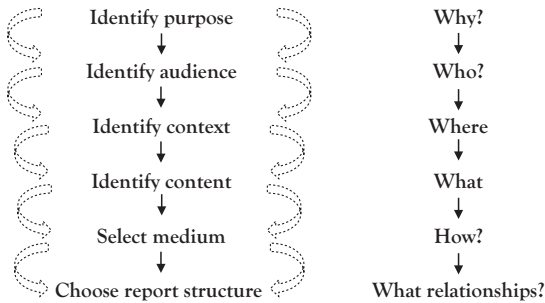 Identify purpose Why?
Identify audience Who?
Identify context Where
Identify content What
Select medium How?
Choose report structure What relationships?